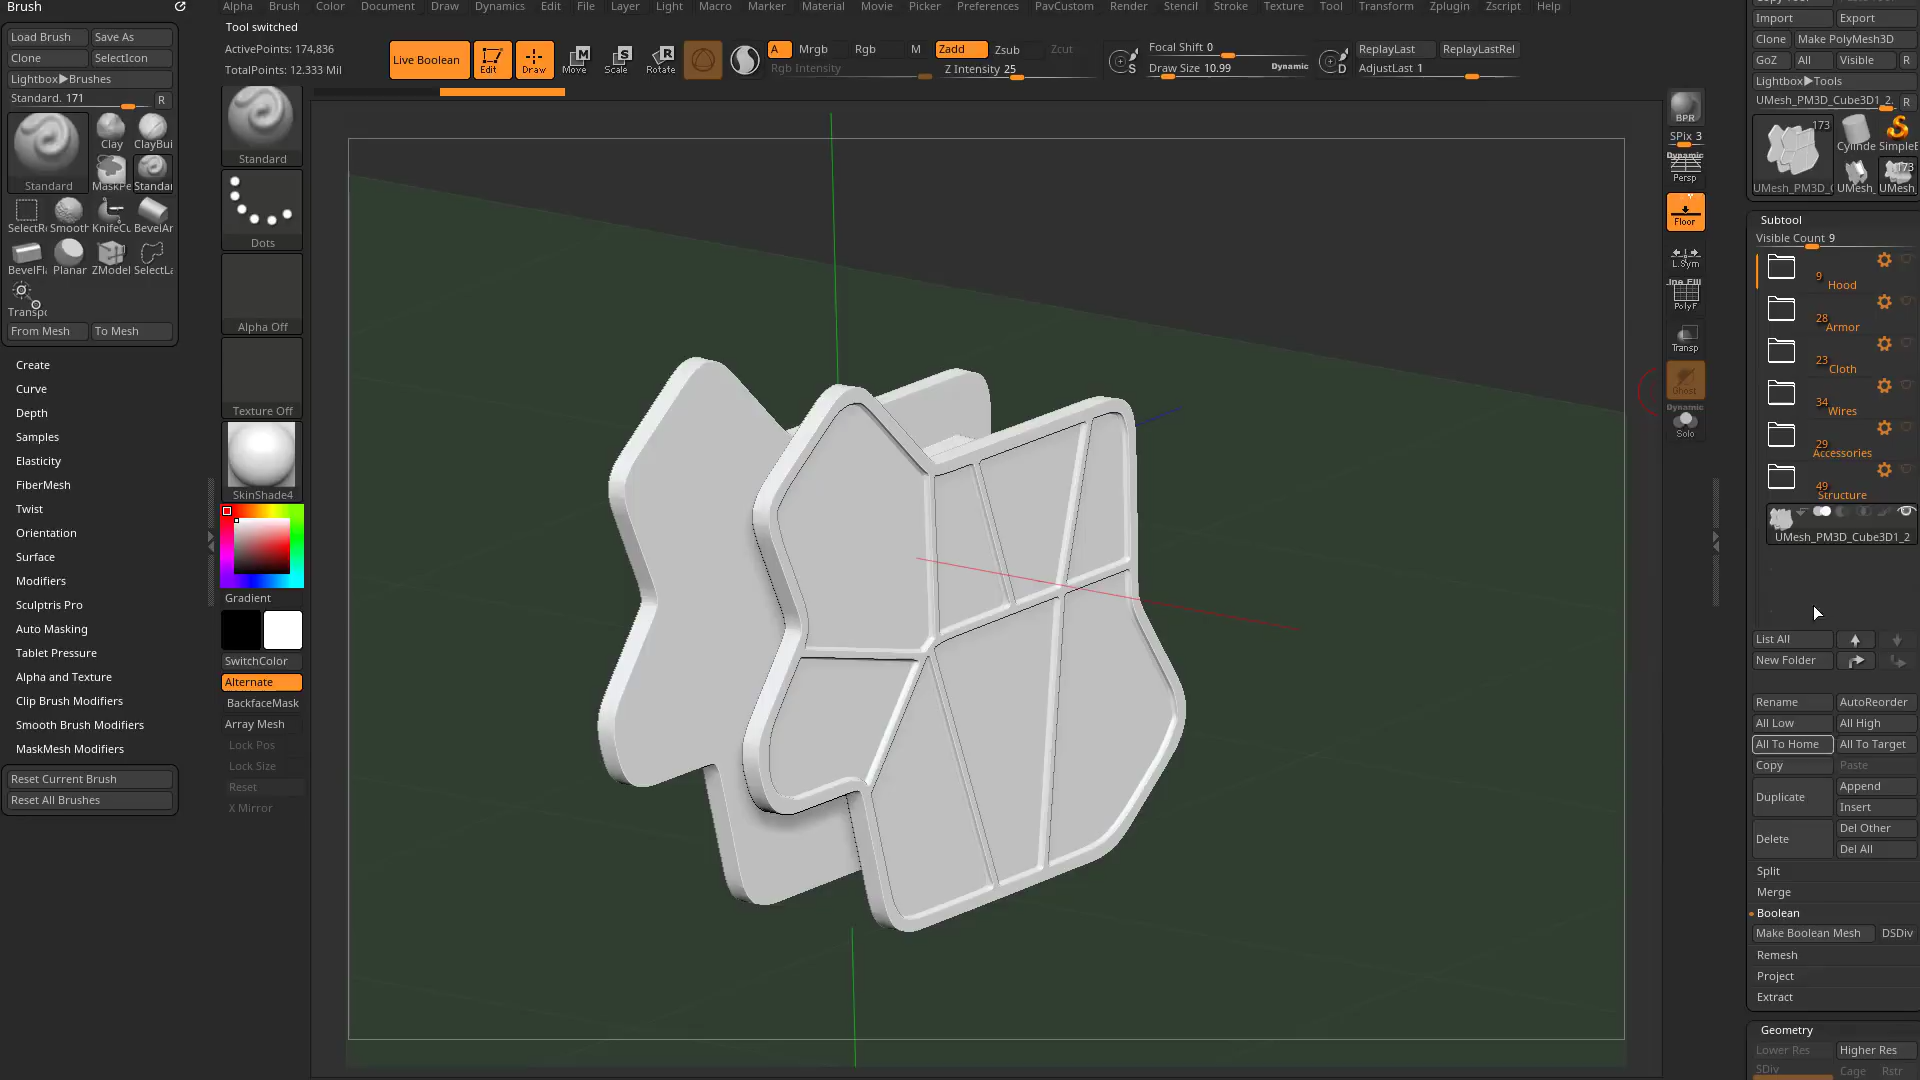 Brush
Load Brush Save As
Clone SelectIcon
Lightbox▶Brushes
Standard. 171 R
Standard Clay ClayBui
MaskPe Standar
SelectRe Smooth KnifeCu BevelAr
BevelFl Planar ZModel SelectLa
Transpo
From Mesh To Mesh
Create
Curve
Depth
Samples
Elasticity
FiberMesh
Twist
Orientation
Surface
Modifiers
Sculptris Pro
Auto Masking
Tablet Pressure
Alpha and Texture
Clip Brush Modifiers
Smooth Brush Modifiers
MaskMesh Modifiers
Reset Current Brush
Reset All Brushes
Alpha Brush Color Document Draw Dynamics Edit File Layer Light Macro Marker Material Movie Picker Preferences PavCustom Render Stencil Stroke Texture Tool Transform Zplugin Zscript Help
Tool switched
ActivePoints: 174,836
TotalPoints: 12.333 Mil
Live Boolean Edit Draw Move Scale Rotate
A Mrgb Rgb M Zadd Zsub Zcut
Rgb Intensity Z Intensity 25
S Focal Shift 0 D ReplayLast ReplayLastRel
Draw Size 10.99 Dynamic AdjustLast 1
Standard
Dots
Alpha Off
Texture Off
SkinShade4
Gradient
SwitchColor
Alternate
BackfaceMask
Array Mesh
Lock Pos
Lock Size
Reset
X Mirror
BPR
SPix 3
Dynamic
Persp
Floor
L.Sym
PolyF
Transp
Ghost
Dynamic
Solo
Import Export
Clone Make PolyMesh3D
GoZ All Visible R
Lightbox▶Tools
UMesh_PM3D_Cube3D1_2. R
173 Cylinde SimpleB
173
UMesh_PM3D_C UMesh_ UMesh_
Subtool
Visible Count 9
9 Hood
28 Armor
23 Cloth
34 Wires
29 Accessories
49 Structure
UMesh_PM3D_Cube3D1_2
List All
New Folder
Rename AutoReorder
All Low All High
All To Home All To Target
Copy Paste
Duplicate Append
Insert
Delete Del Other
Del All
Split
Merge
Boolean
Make Boolean Mesh DSDiv
Remesh
Project
Extract
Geometry
Lower Res Higher Res
SDiv Cage Rstr